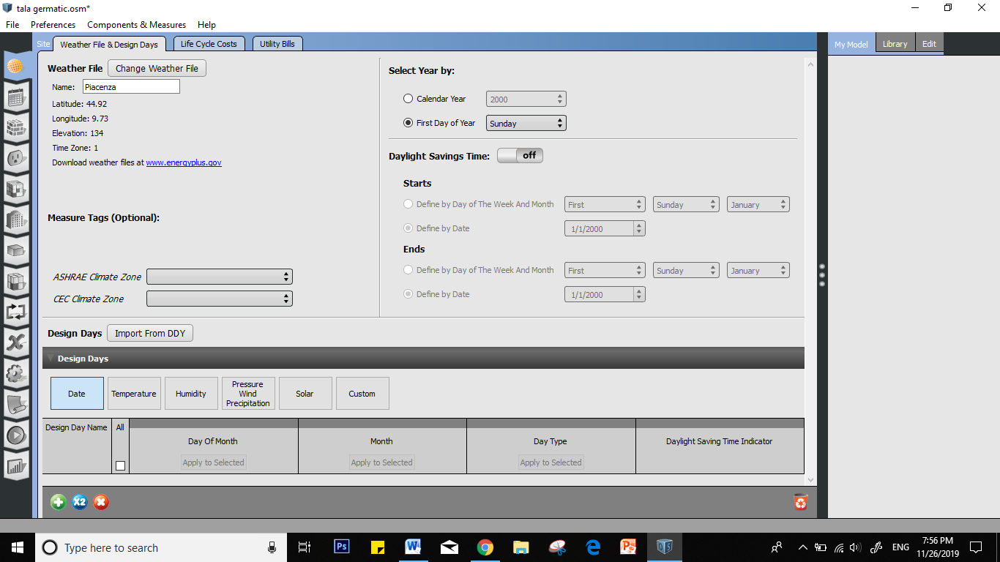 tala germatic.osm*
File Preferences Components & Measures Help
Site Weather File & Design Days Life Cycle Costs Utility Bills
My Model Library Edit
Weather File Change Weather File
Name: Piacenza
Latitude: 44.92
Longitude: 9.73
Elevation: 134
Time Zone: 1
Download weather files at www.energyplus.gov
Measure Tags (Optional):
ASHRAE Climate Zone
CEC Climate Zone
Select Year by:
Calendar Year 2000
First Day of Year Sunday
Daylight Savings Time: off
Starts
Define by Day of The Week And Month First Sunday January
Define by Date 1/1/2000
Ends
Define by Day of The Week And Month First Sunday January
Define by Date 1/1/2000
Design Days Import From DDY
Design Days
Date
Temperature
Humidity
Pressure
Wind
Precipitation
Solar
Custom
Design Day Name All
Day Of Month Month Day Type Daylight Saving Time Indicator
Apply to Selected Apply to Selected Apply to Selected
X2
Type here to search
Ps
W
P
OS
ENG
7:56 PM
11/26/2019